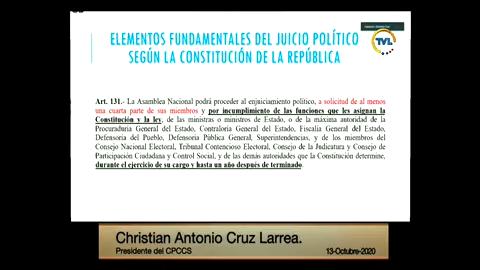 TVL
ELEMENTOS FUNDAMENTALES DEL JUICIO POLÍTICO
SEGÚN LA CONSTITUCIÓN DE LA REPÚBLICA
Art. 131.- La Asamblea Nacional podrá proceder al enjuiciamiento político, a solicitud de al menos
una cuarta parte de sus miembros y por incumplimiento de las funciones que les asignan la
Constitución y la ley, de las ministras o ministros de Estado, o de la máxima autoridad de la
Procuraduría General del Estado, Contraloría General del Estado, Fiscalía General del Estado,
Defensoría del Pueblo, Defensoría Pública General, Superintendencias, y de los miembros del
Consejo Nacional Electoral, Tribunal Contencioso Electoral, Consejo de la Judicatura y Consejo de
Participación Ciudadana y Control Social, y de las demás autoridades que la Constitución determine,
durante el ejercicio de su cargo y hasta un año después de terminado.
Christian Antonio Cruz Larrea.
Presidente del CPCCS
13-Octubre-2020